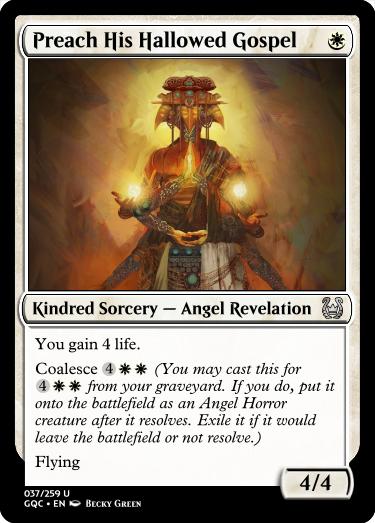 Preach His Hallowed Gospel
Kindred Sorcery — Angel Revelation
You gain 4 life.
Coalesce 4 (You may cast this for
4 from your graveyard. If you do, put it
onto the battlefield as an Angel Horror
creature after it resolves. Exile it if it would
leave the battlefield or not resolve.)
Flying
4/4
037/259 U
GQC • EN Becky Green